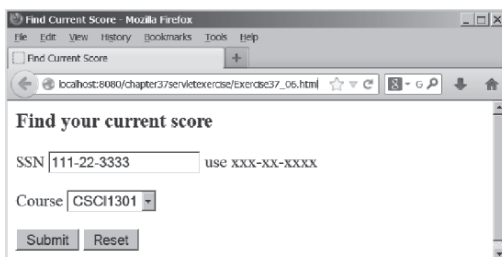 Find Current Score - Mozilla Firefox
File Edit View History Bookmarks Tools Help
Find Current Score +
localhost:8080/chapter37servletexercise/Exercise37_06.html 8 - G
Find your current score
SSN 111-22-3333 use xxx-xx-xxxx
Course CSCI1301
Submit Reset